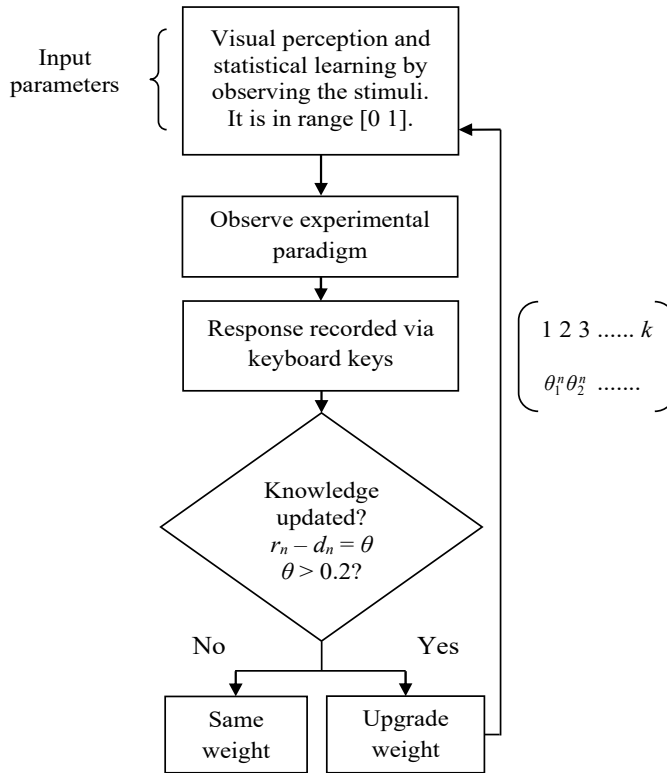 Input
parameters
Visual perception and
statistical learning by
observing the stimuli.
It is in range [0 1].
Observe experimental
paradigm
Response recorded via
keyboard keys
1 2 3 ...... k
θ₁ⁿ θ₂ⁿ .......
Knowledge
updated?
rₙ – dₙ = θ
θ > 0.2?
No
Yes
Same
weight
Upgrade
weight